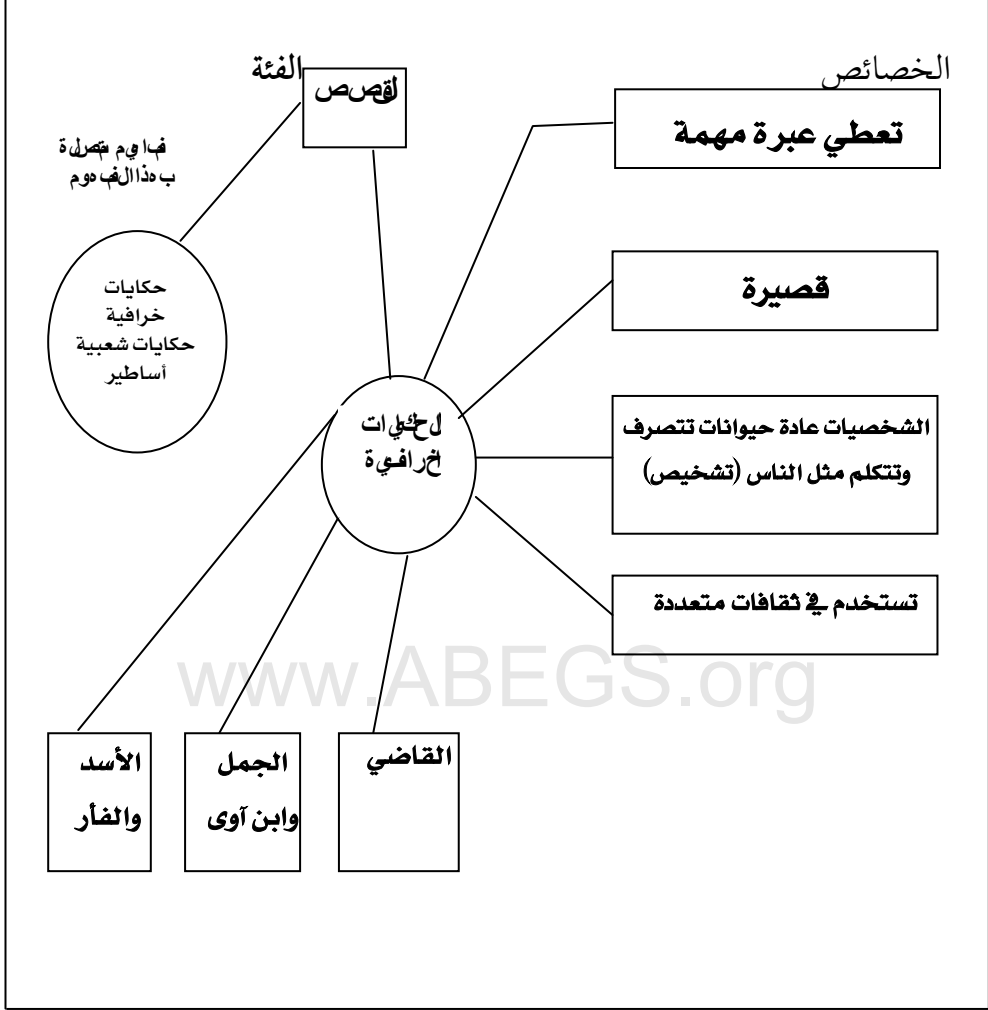 الخصائص
الفئة
القصص
تعطي عبرة مهمة
مفاهيم متصلة
بهذا المفهوم
قصيرة
حكايات
خرافية
حكايات شعبية
أساطير
الحكايات
الخرافية
الشخصيات عادة حيوانات تتصرف
وتتكلم مثل الناس (تشخيص)
تستخدم في ثقافات متعددة
www.ABEGS.org
القاضي
الجمل
وابن آوى
الأسد
والفأر